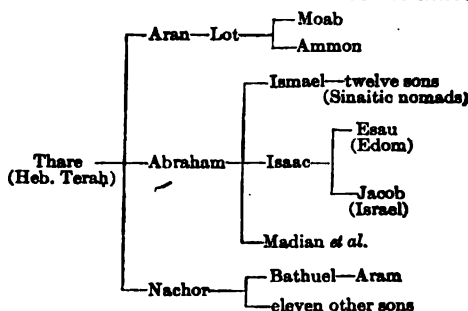 Moab
Aran—Lot
Ammon
Ismael—twelve sons
(Sinaitic nomads)
Esau
(Edom)
Thare
(Heb. Terah)
Abraham
Isaac
Jacob
(Israel)
Madian et al.
Bathuel—Aram
Nachor
eleven other sons